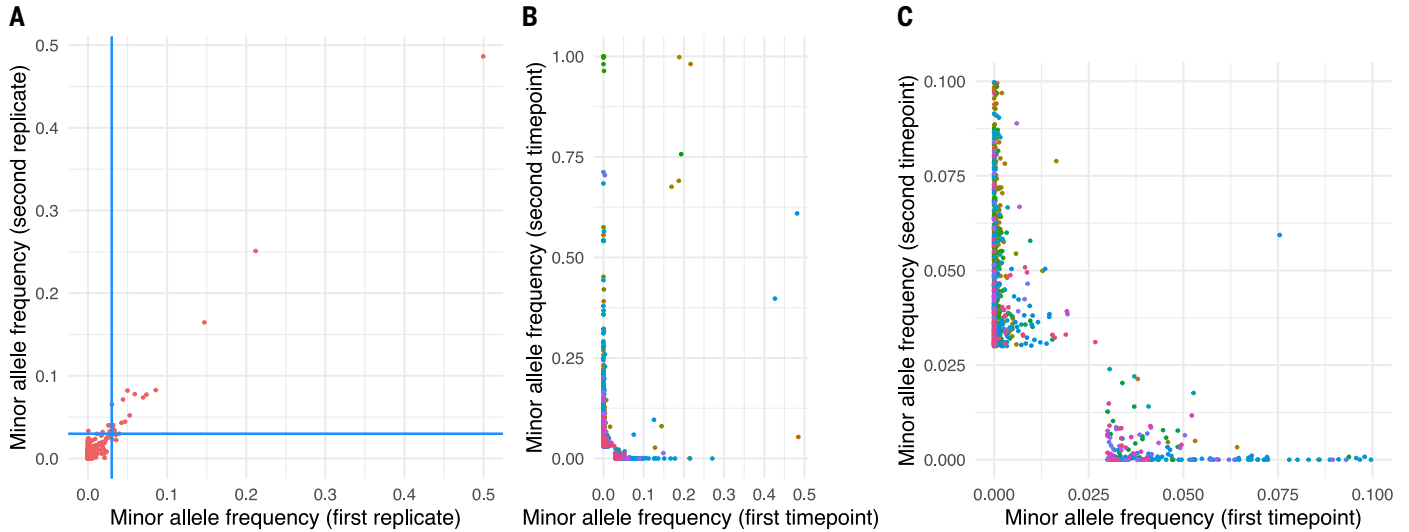 A
Minor allele frequency (second replicate)
0.5
0.4
0.3
0.2
0.1
0.0
0.0 0.1 0.2 0.3 0.4 0.5
Minor allele frequency (first replicate)
B
Minor allele frequency (second timepoint)
1.00
0.75
0.50
0.25
0.00
0.0 0.1 0.2 0.3 0.4 0.5
Minor allele frequency (first timepoint)
C
Minor allele frequency (second timepoint)
0.100
0.075
0.050
0.025
0.000
0.000 0.025 0.050 0.075 0.100
Minor allele frequency (first timepoint)